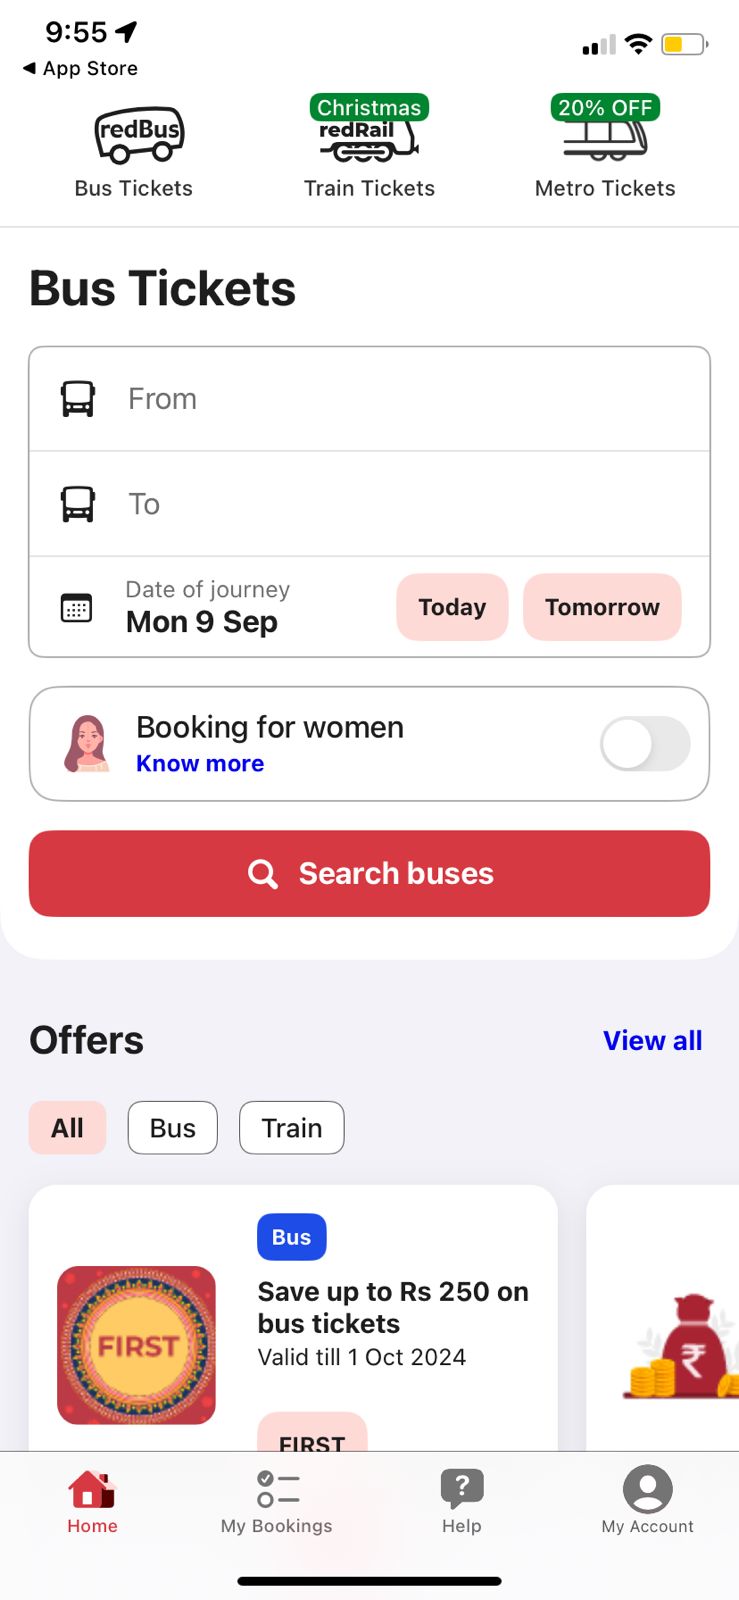 9:55
◀ App Store
redBus
Christmas
redRail
20% OFF
Bus Tickets
Train Tickets
Metro Tickets
Bus Tickets
From
To
Date of journey
Mon 9 Sep
Today
Tomorrow
Booking for women
Know more
Search buses
Offers
View all
All
Bus
Train
Bus
Save up to Rs 250 on
bus tickets
Valid till 1 Oct 2024
FIRST
₹
FIRST
Home
My Bookings
?
Help
My Account